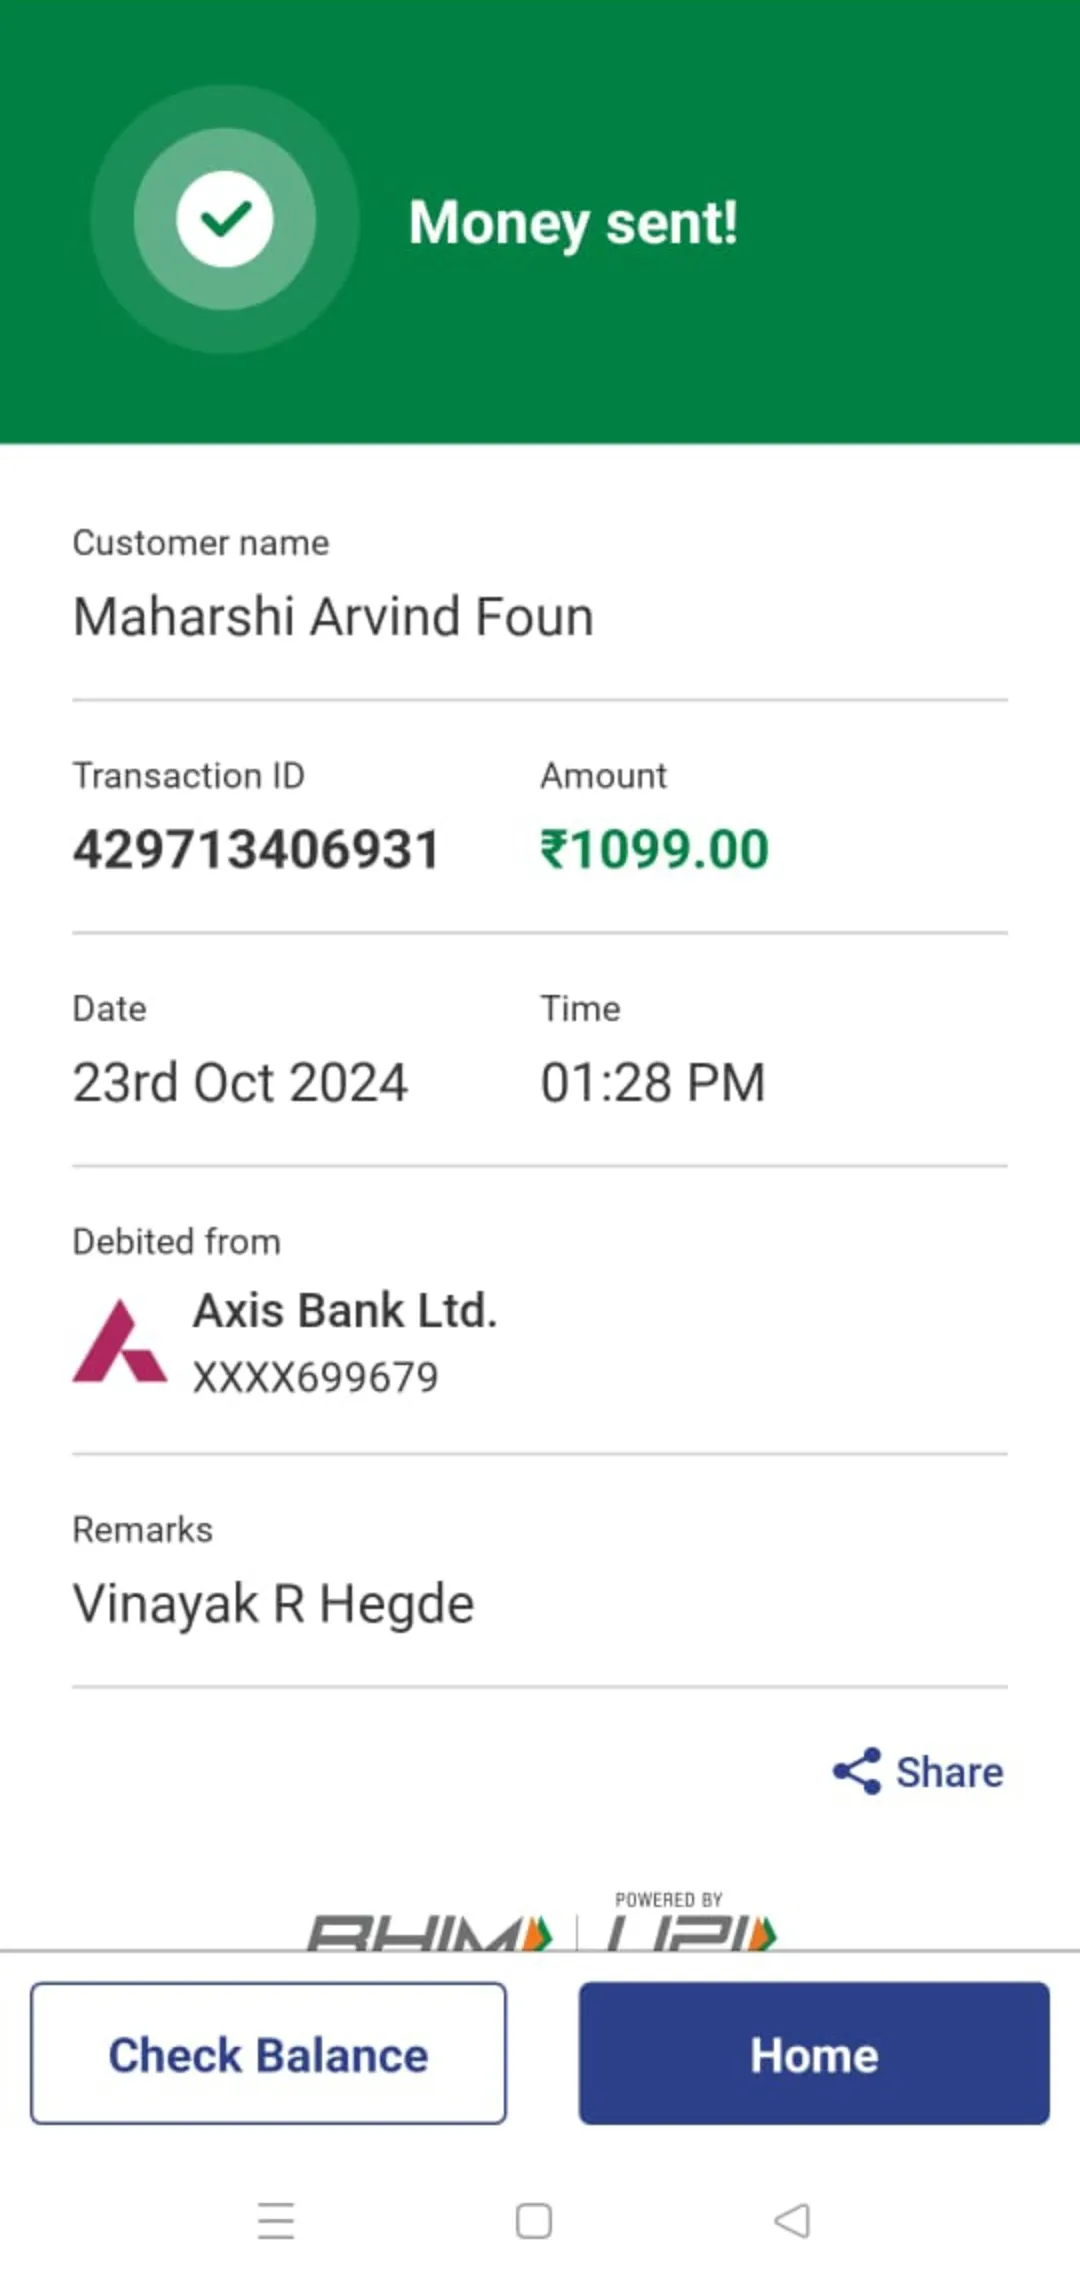 Money sent!
Customer name
Maharshi Arvind Foun
Transaction ID
Amount
429713406931
₹1099.00
Date
Time
23rd Oct 2024
01:28 PM
Debited from
Axis Bank Ltd.
XXXX699679
Remarks
Vinayak R Hegde
Share
POWERED BY
BHIM
UPI
Check Balance
Home